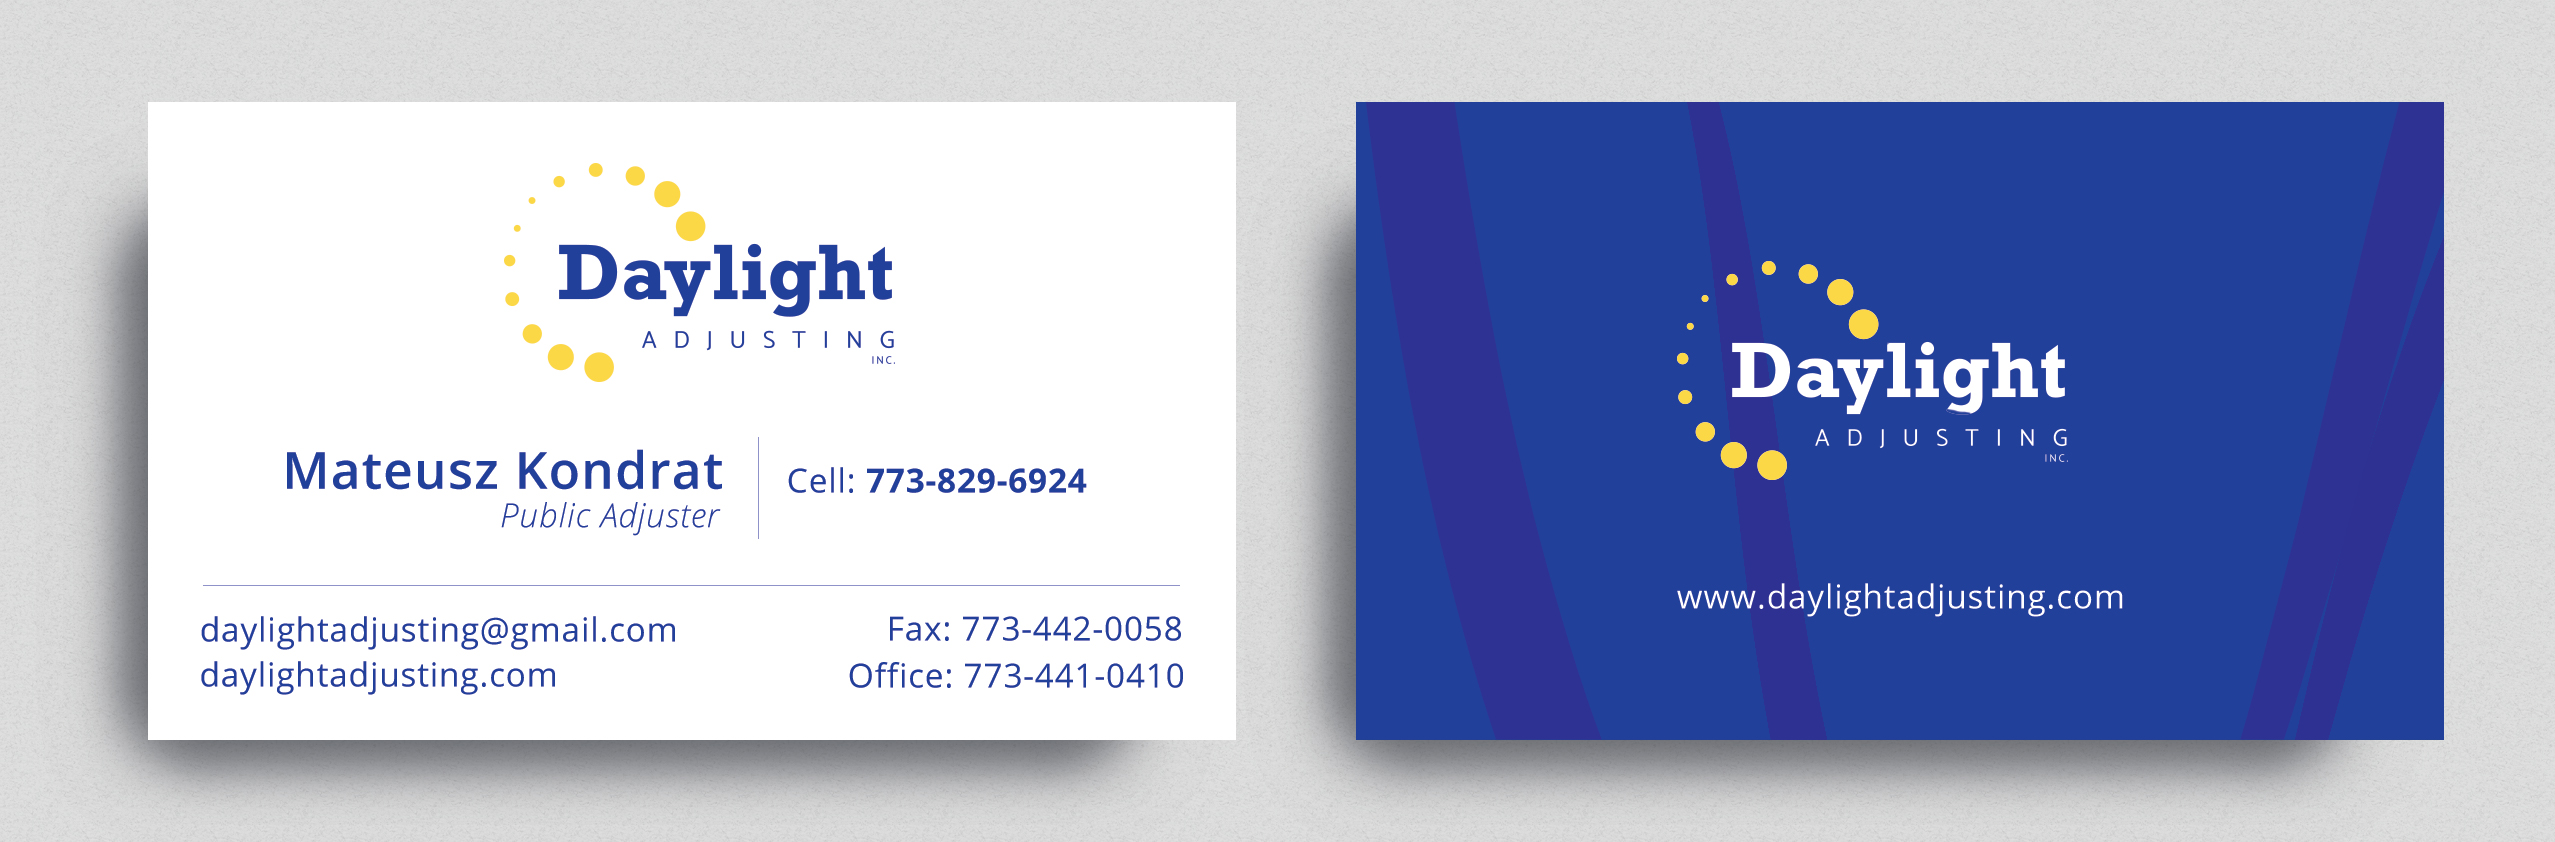 Daylight
ADJUSTING
INC.
Mateusz Kondrat
Public Adjuster
Cell: 773-829-6924
daylightadjusting@gmail.com
daylightadjusting.com
Fax: 773-442-0058
Office: 773-441-0410
Daylight
ADJUSTING
INC.
www.daylightadjusting.com